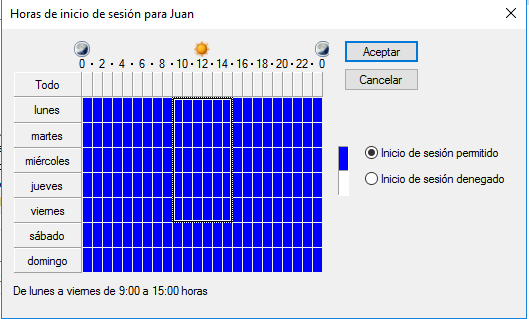 Horas de inicio de sesión para Juan
0 · 2 · 4 · 6 · 8 · 10 · 12 · 14 · 16 · 18 · 20 · 22 · 0
Aceptar
Cancelar
Todo
lunes
martes
miércoles
jueves
viernes
sábado
domingo
Inicio de sesión permitido
Inicio de sesión denegado
De lunes a viernes de 9:00 a 15:00 horas